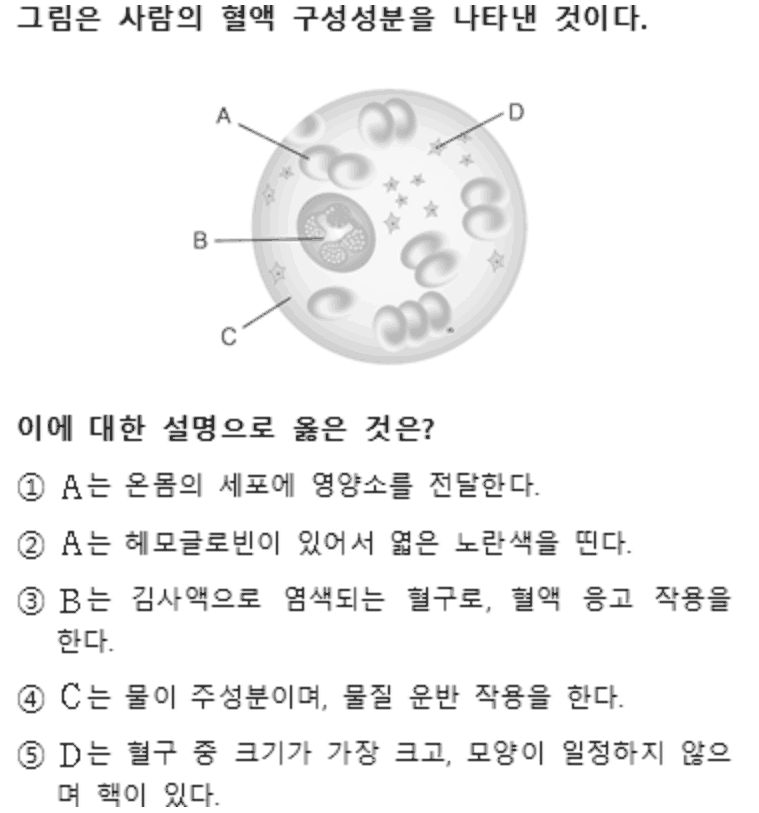 그림은 사람의 혈액 구성성분을 나타낸 것이다.
A
D
B
C
이에 대한 설명으로 옳은 것은?
① A는 온몸의 세포에 영양소를 전달한다.
② A는 헤모글로빈이 있어서 엷은 노란색을 띤다.
③ B는 김사액으로 염색되는 혈구로, 혈액 응고 작용을
한다.
④ C는 물이 주성분이며, 물질 운반 작용을 한다.
⑤ D는 혈구 중 크기가 가장 크고, 모양이 일정하지 않으
며 핵이 있다.